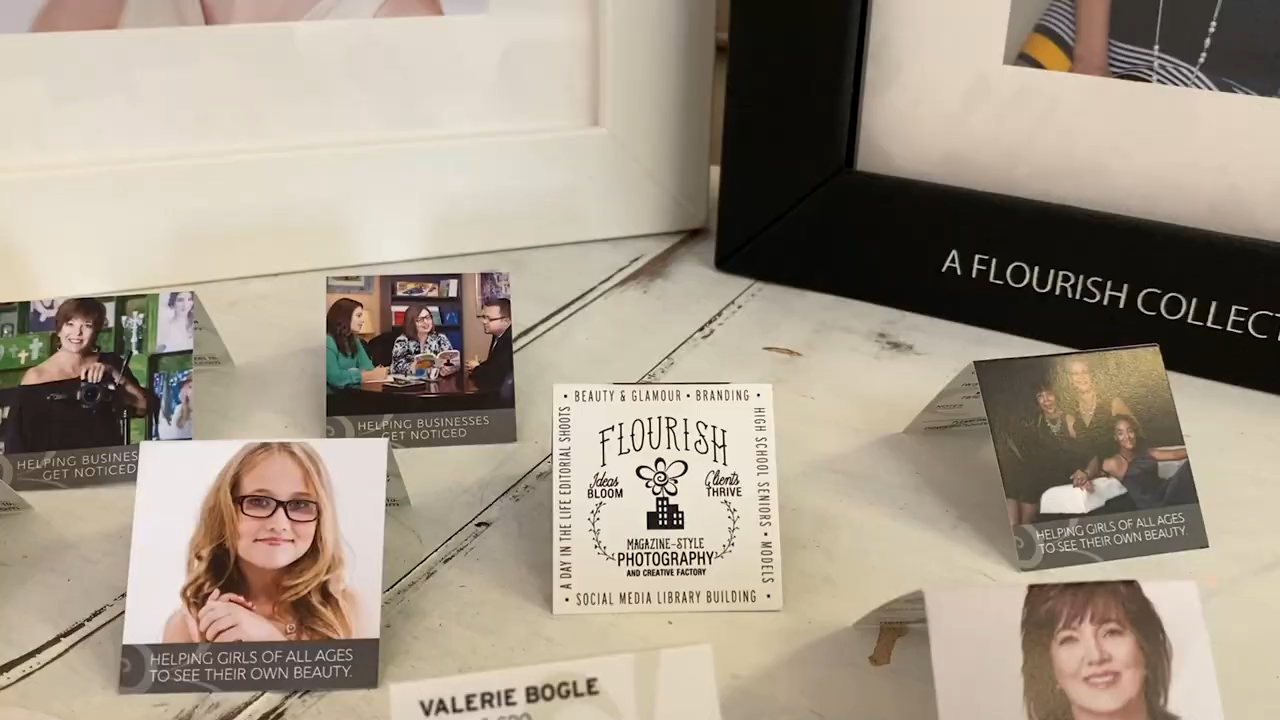 A FLOURISH COLLECT
HELPING BUSINESSES
GET NOTICED
HELPING BUSINES
GET NOTICED
• BEAUTY & GLAMOUR • BRANDING •
HIGH SCHOOL SENIORS • MODELS
• A DAY IN THE LIFE EDITORIAL SHOOTS
FLOURISH
Ideas
BLOOM
Clients
THRIVE
MAGAZINE-STYLE
PHOTOGRAPHY
AND CREATIVE FACTORY
• SOCIAL MEDIA LIBRARY BUILDING •
HELPING GIRLS OF ALL AGES
TO SEE THEIR OWN BEAUTY.
HELPING GIRLS OF ALL AGES
TO SEE THEIR OWN BEAUTY.
VALERIE BOGLE